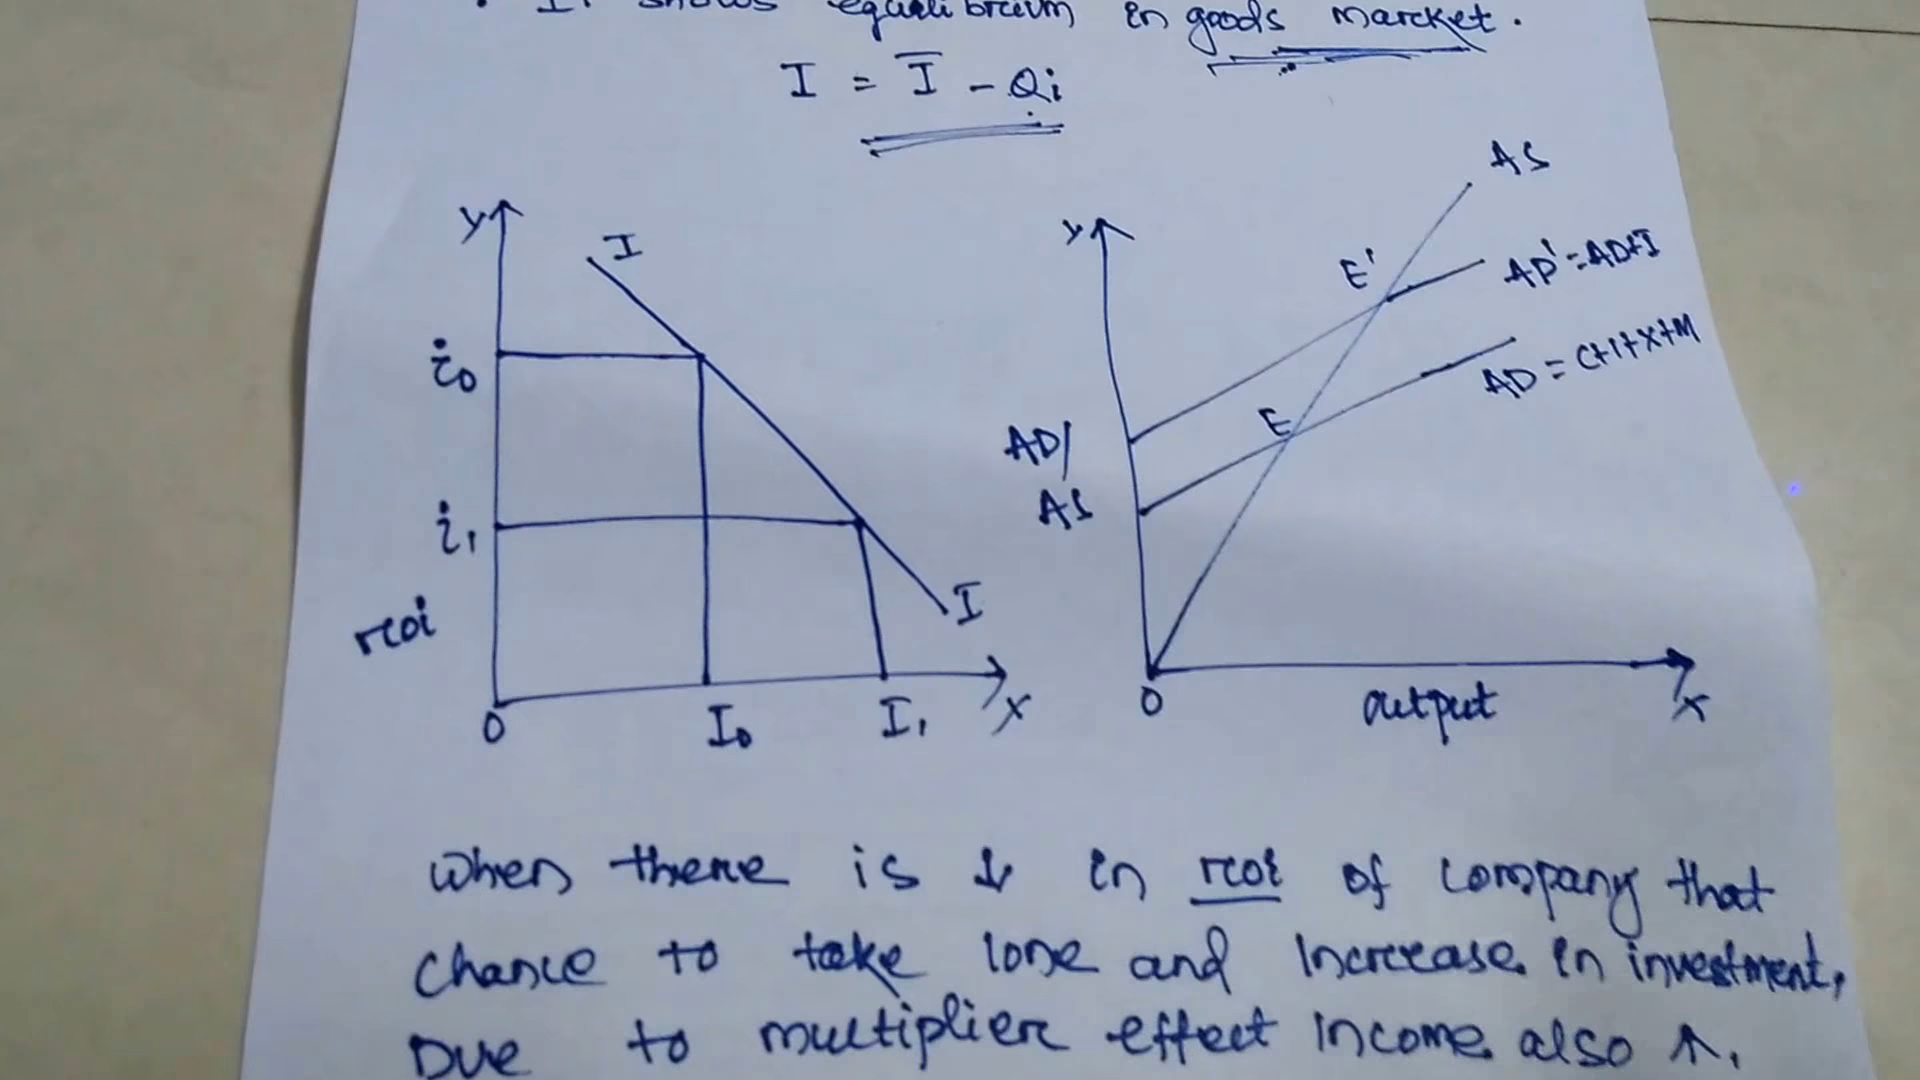 shows equilibrium in goods market.
I = Ī - Qi
Y
I
i0
i1
roi
I
0
I0
I1
X
Y
AS
E'
AD' = AD+I
AD = C+I+X+M
E
AD/
AS
0
output
X
when there is ↓ in roi of company that
chance to take lone and increase in investment,
Due to multiplier effect income also ↑.